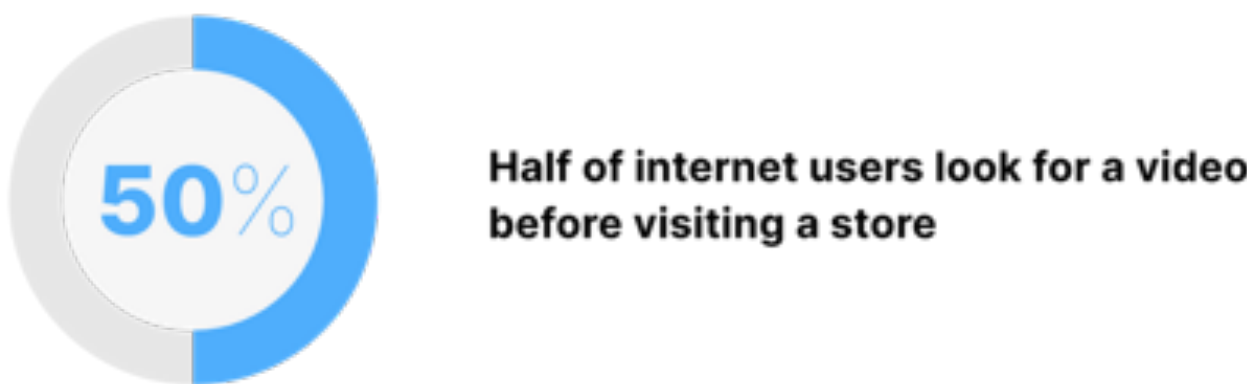 50%
Half of internet users look for a video
before visiting a store